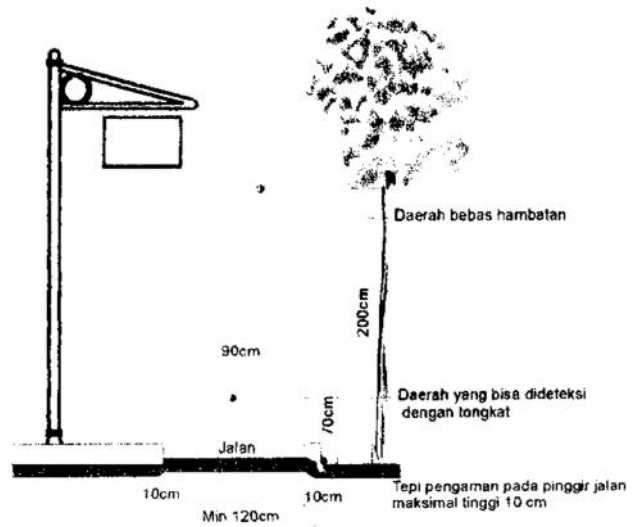 Daerah bebas hambatan
200cm
90cm
Daerah yang bisa dideteksi
dengan tongkat
70cm
Jalan
10cm
10cm
Tepi pengaman pada pinggir jalan
maksimal tinggi 10 cm
Min 120cm